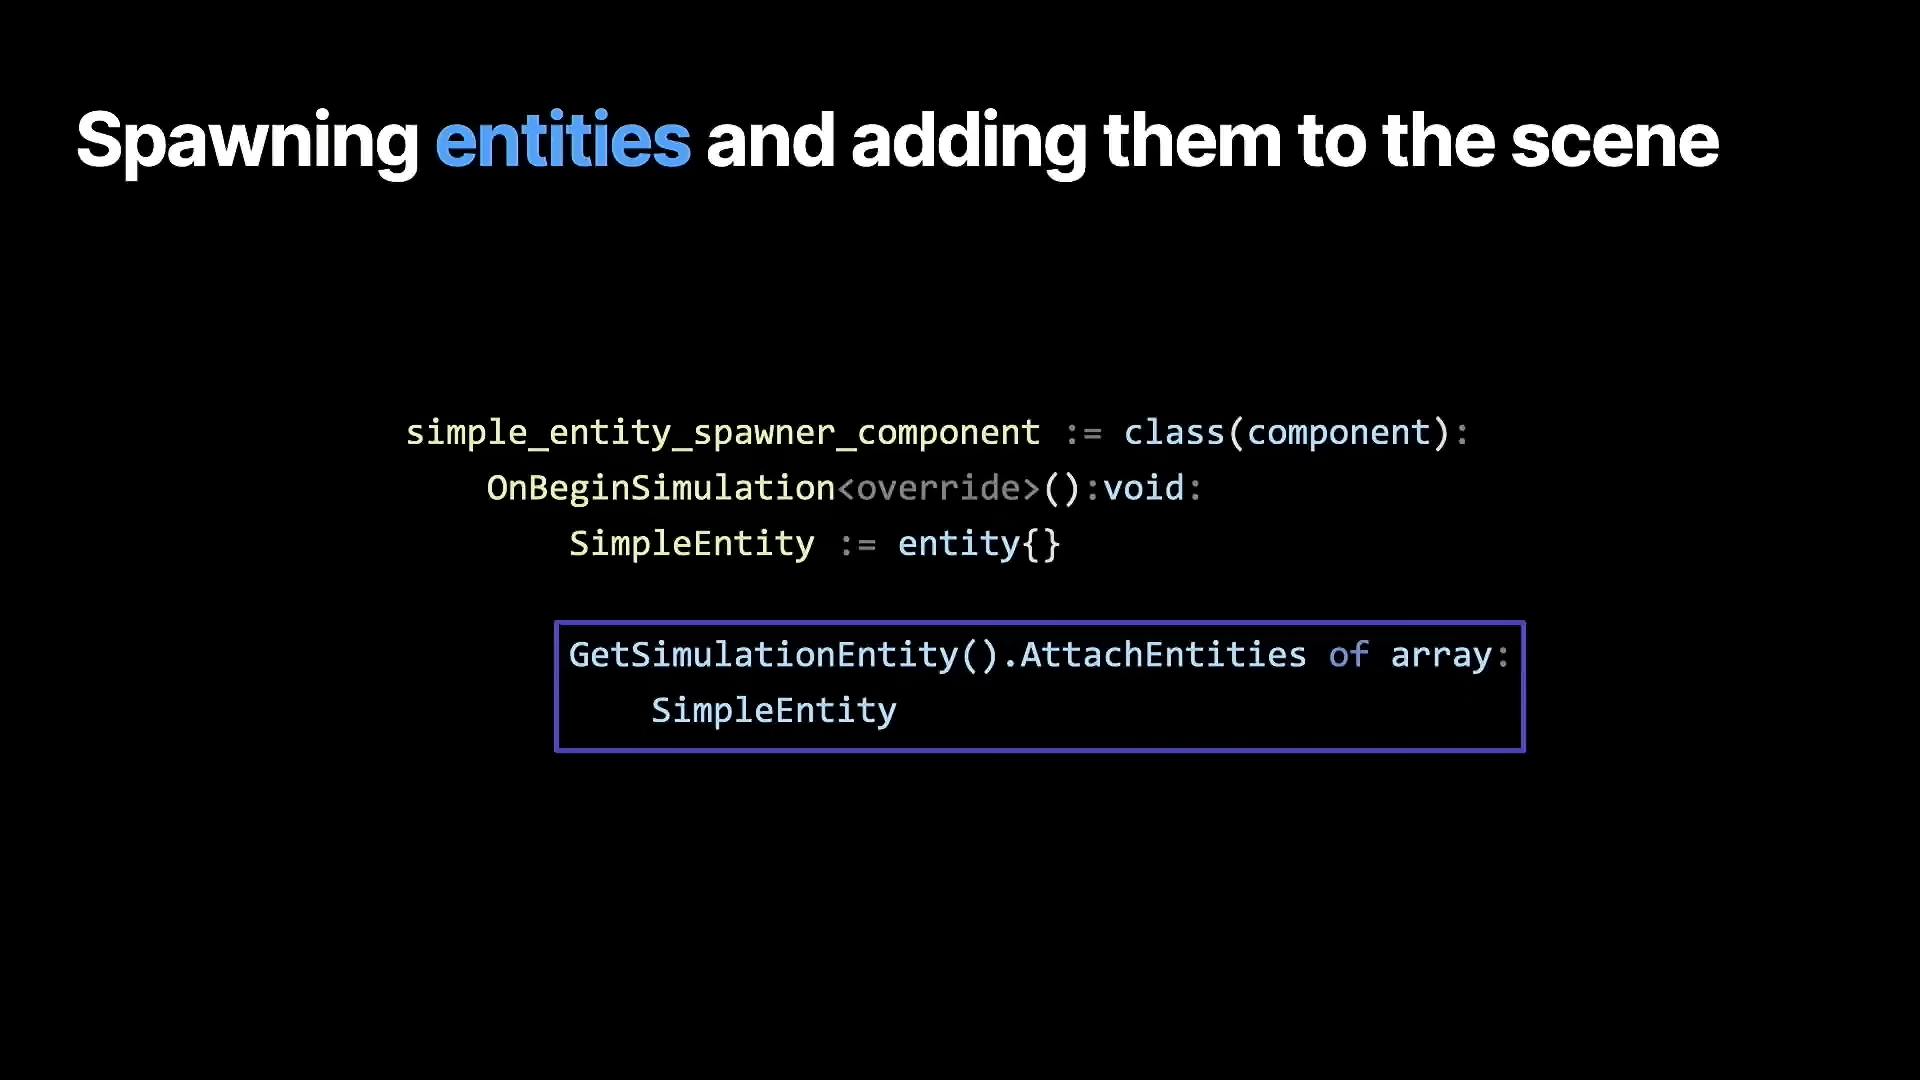 Spawning entities and adding them to the scene
simple_entity_spawner_component := class(component):
OnBeginSimulation<override>():void:
SimpleEntity := entity{}
GetSimulationEntity().AttachEntities of array:
SimpleEntity